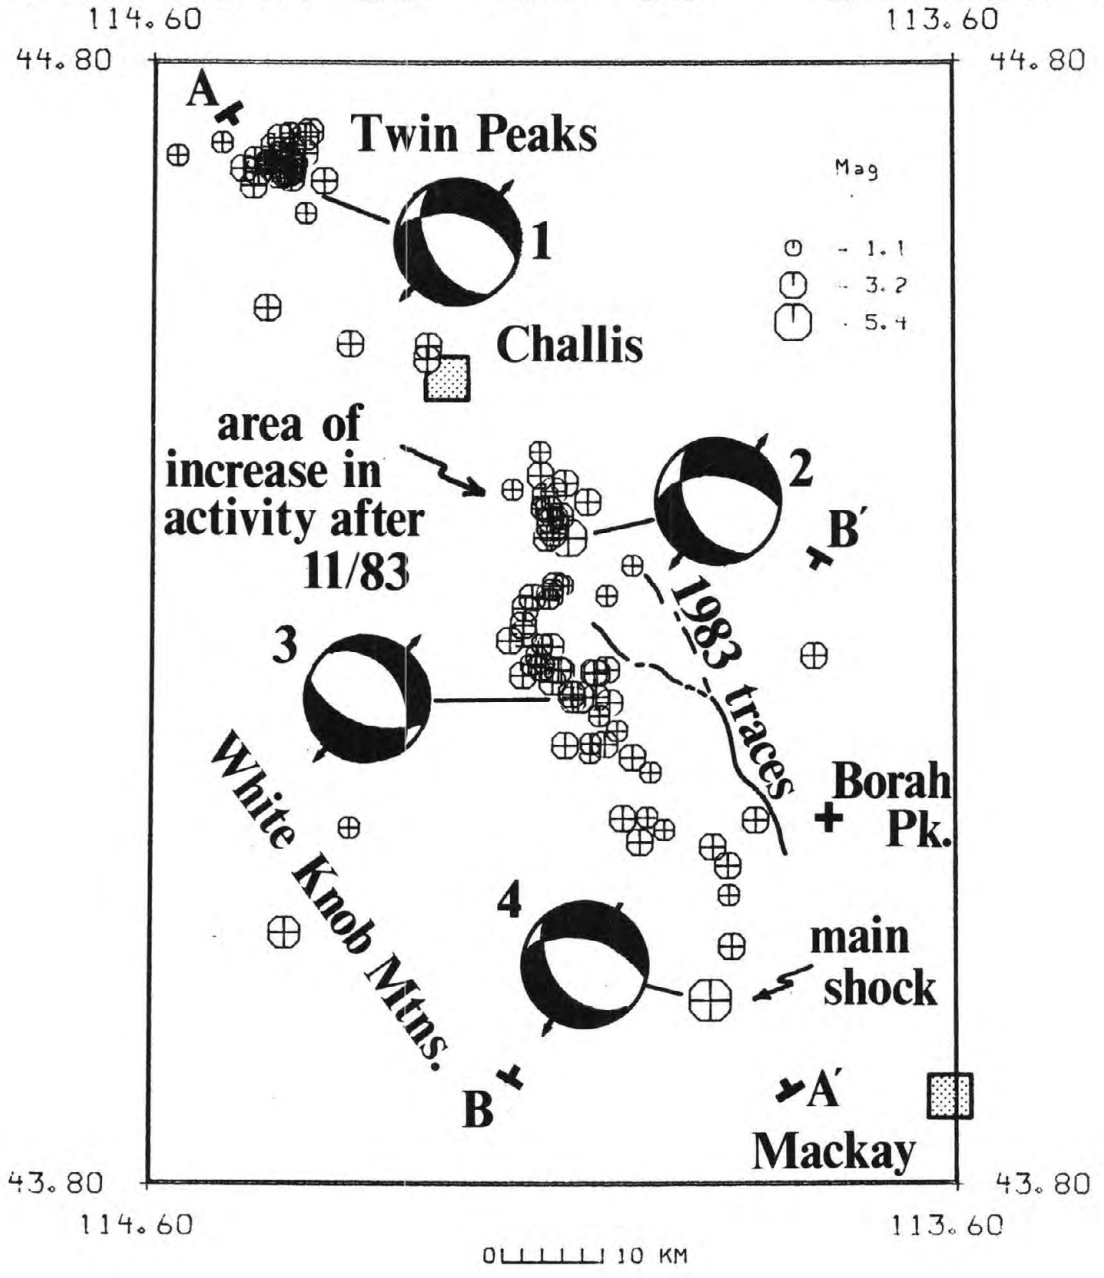 114.60 113.60
44.80 44.80
A
Twin Peaks
Mag
1
- 1.1
- 3.2
. 5.4
Challis
area of
increase in
activity after
11/83
2
B′
1983 traces
3
White Knob Mtns.
Borah
Pk.
4
main
shock
B
A′
Mackay
43.80 43.80
114.60 113.60
0 10 KM